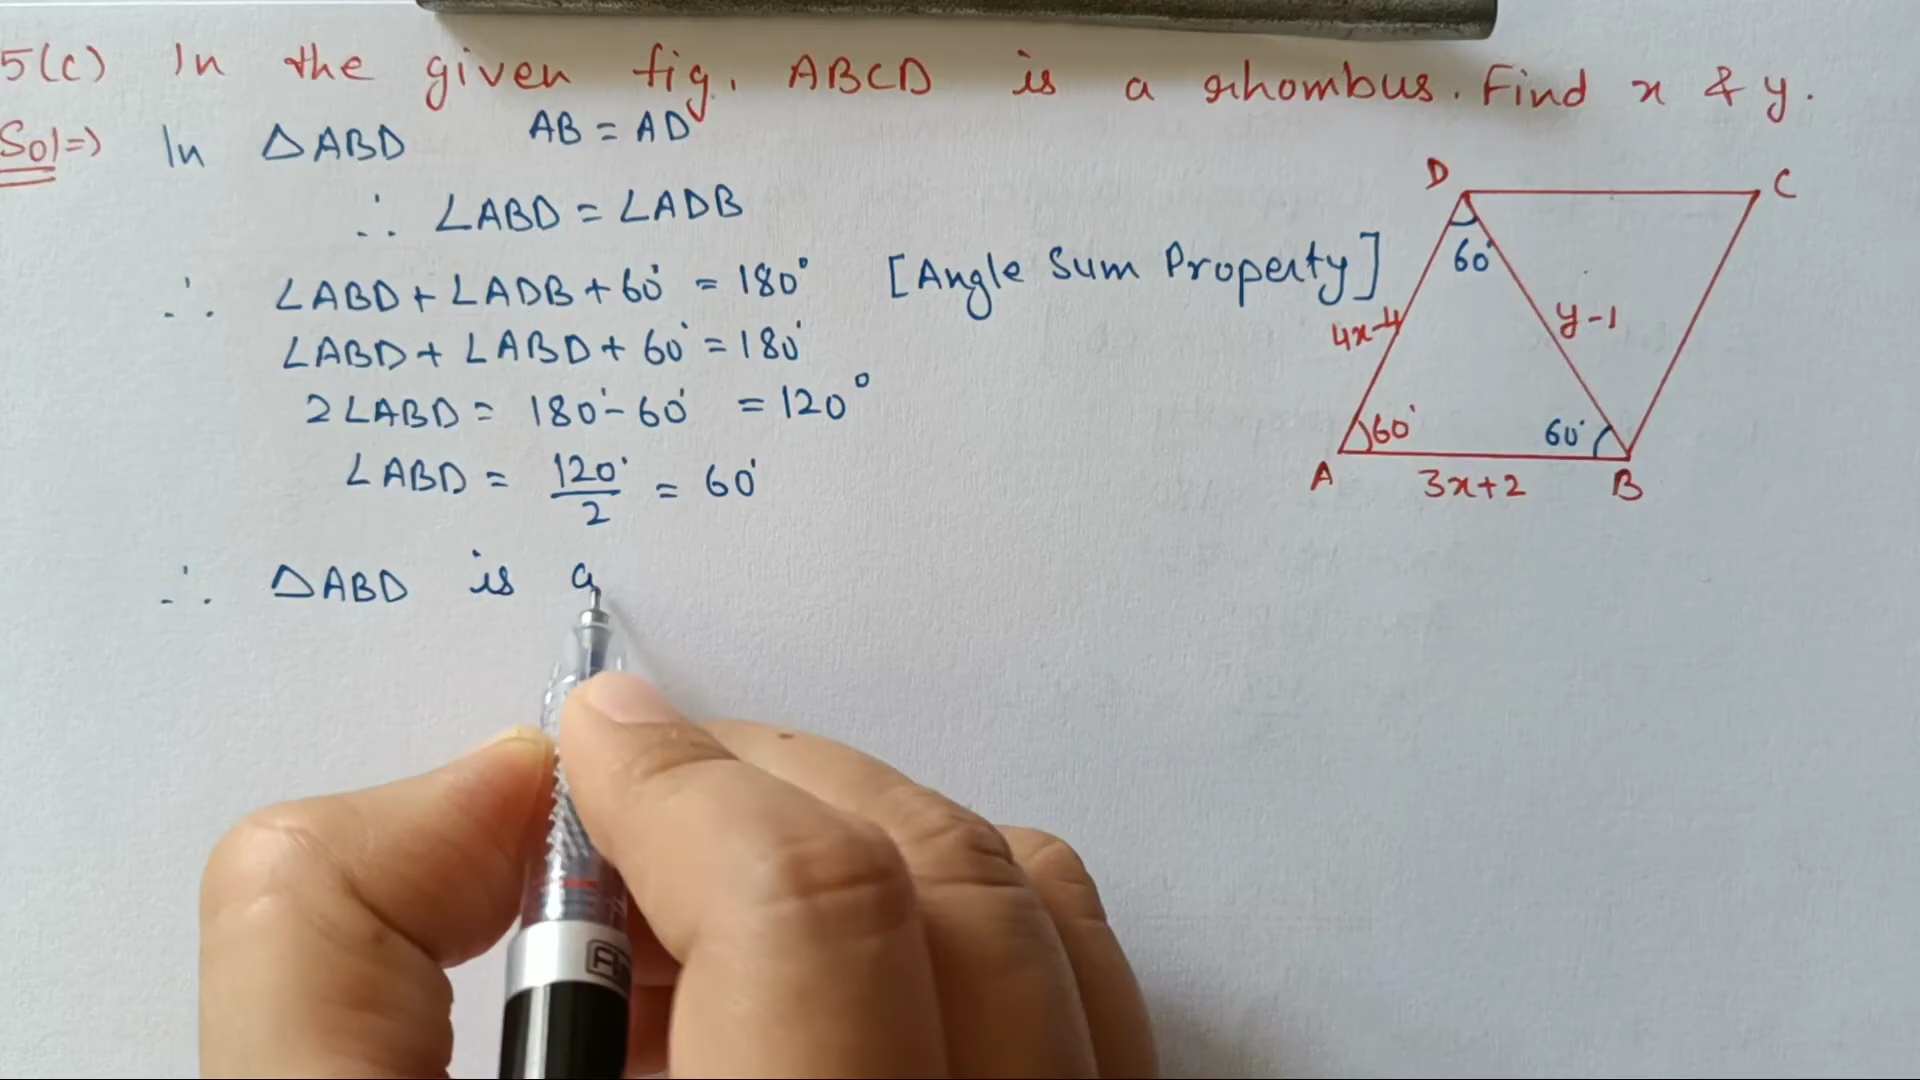 5(c) In the given fig. ABCD is a rhombus. Find x & y.
Sol=) In △ABD AB = AD
∴ ∠ABD = ∠ADB
∴ ∠ABD + ∠ADB + 60° = 180° [Angle Sum Property]
∠ABD + ∠ABD + 60° = 180°
2∠ABD = 180° - 60° = 120°
∠ABD = 120°/2 = 60°
∴ △ABD is a
D C
60°
4x-4 y-1
60° 60°
A 3x+2 B